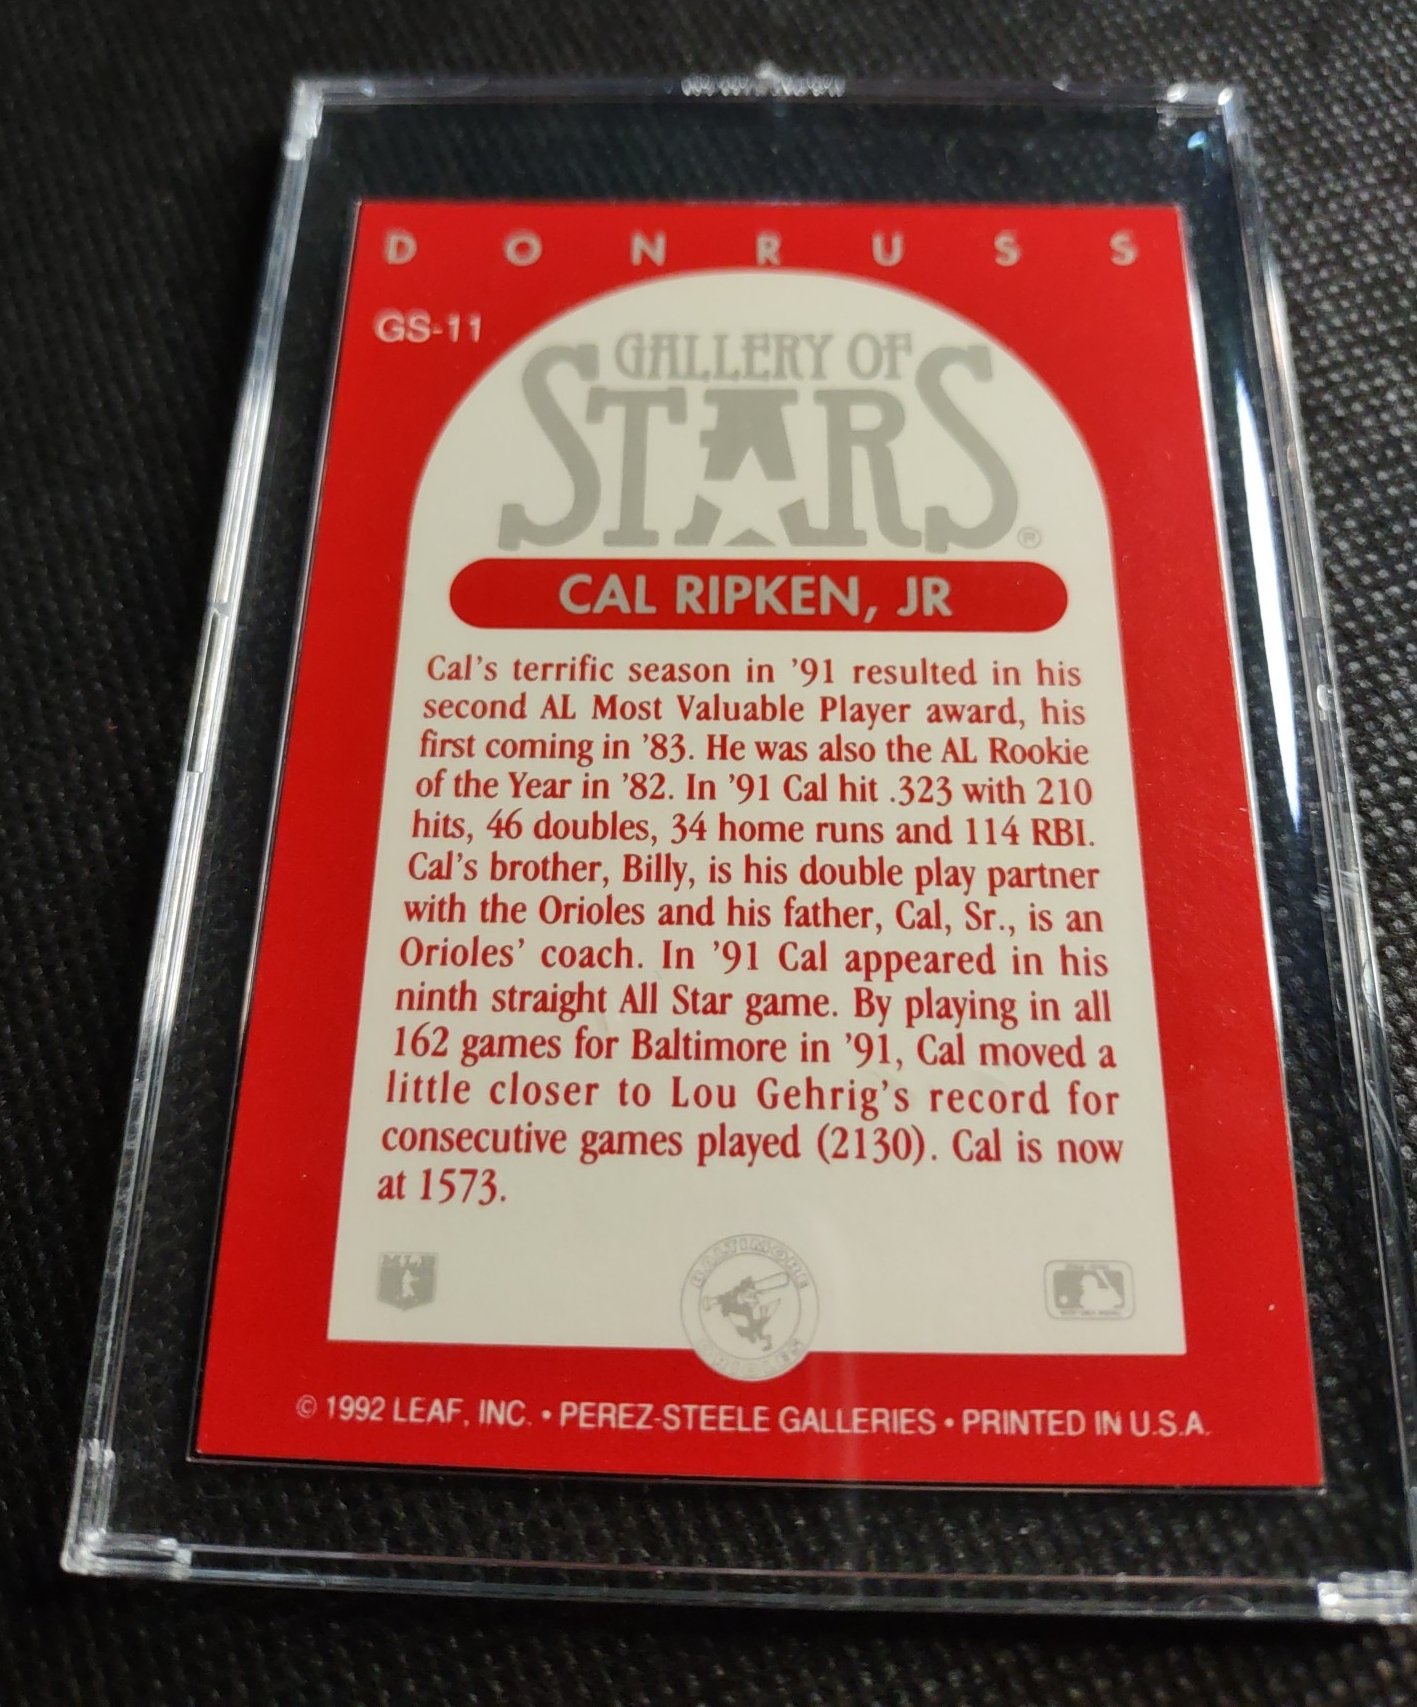 DONRUSS
GS-11
GALLERY OF
STARS®
CAL RIPKEN, JR
Cal's terrific season in '91 resulted in his
second AL Most Valuable Player award, his
first coming in '83. He was also the AL Rookie
of the Year in '82. In '91 Cal hit .323 with 210
hits, 46 doubles, 34 home runs and 114 RBI.
Cal's brother, Billy, is his double play partner
with the Orioles and his father, Cal, Sr., is an
Orioles' coach. In '91 Cal appeared in his
ninth straight All Star game. By playing in all
162 games for Baltimore in '91, Cal moved a
little closer to Lou Gehrig's record for
consecutive games played (2130). Cal is now
at 1573.
BALTIMORE
ORIOLES
© 1992 LEAF, INC. • PEREZ-STEELE GALLERIES • PRINTED IN U.S.A.